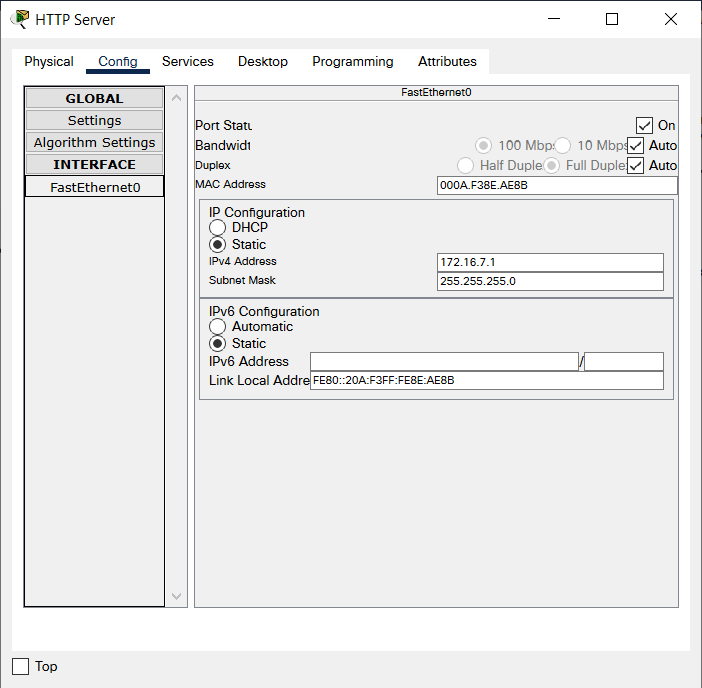 HTTP Server
Physical Config Services Desktop Programming Attributes
GLOBAL
Settings
Algorithm Settings
INTERFACE
FastEthernet0
FastEthernet0
Port Statu
On
Bandwidt
100 Mbps
10 Mbps
Auto
Duplex
Half Duple
Full Duple
Auto
MAC Address
000A.F38E.AE8B
IP Configuration
DHCP
Static
IPv4 Address
172.16.7.1
Subnet Mask
255.255.255.0
IPv6 Configuration
Automatic
Static
IPv6 Address
/
Link Local Addre
FE80::20A:F3FF:FE8E:AE8B
Top